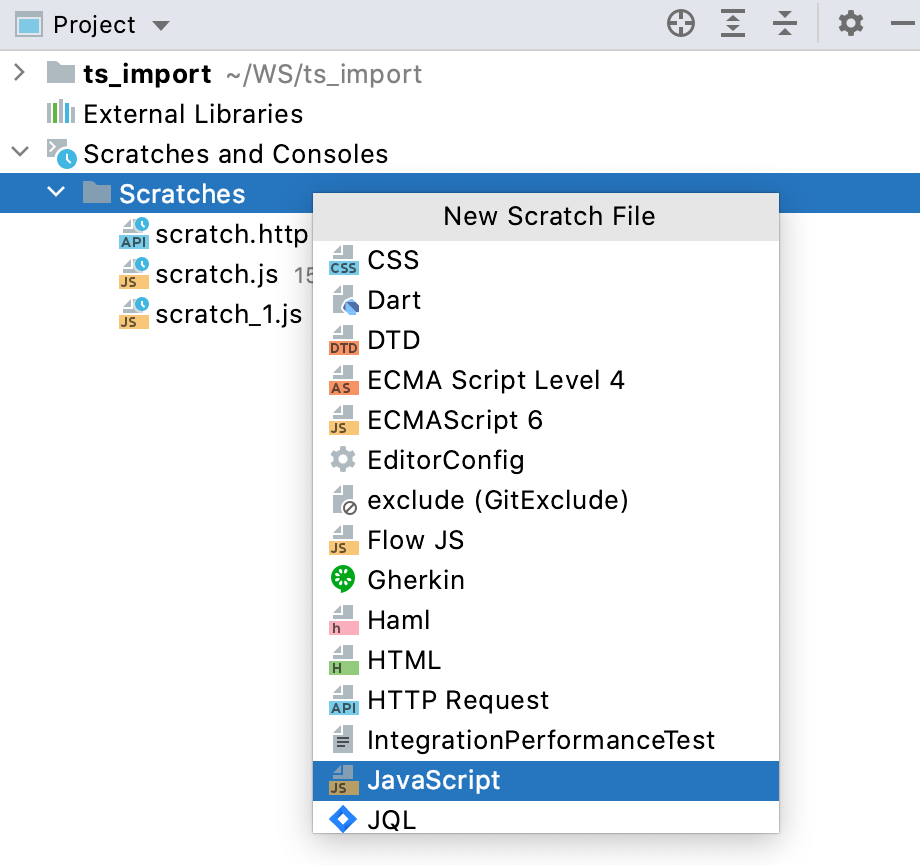 Project
ts_import ~/WS/ts_import
External Libraries
Scratches and Consoles
Scratches
API scratch.http
JS scratch.js 15
JS scratch_1.js
New Scratch File
CSS CSS
Dart
DTD DTD
AS ECMA Script Level 4
JS ECMAScript 6
EditorConfig
exclude (GitExclude)
JS Flow JS
Gherkin
h Haml
H HTML
API HTTP Request
IntegrationPerformanceTest
JS JavaScript
JQL